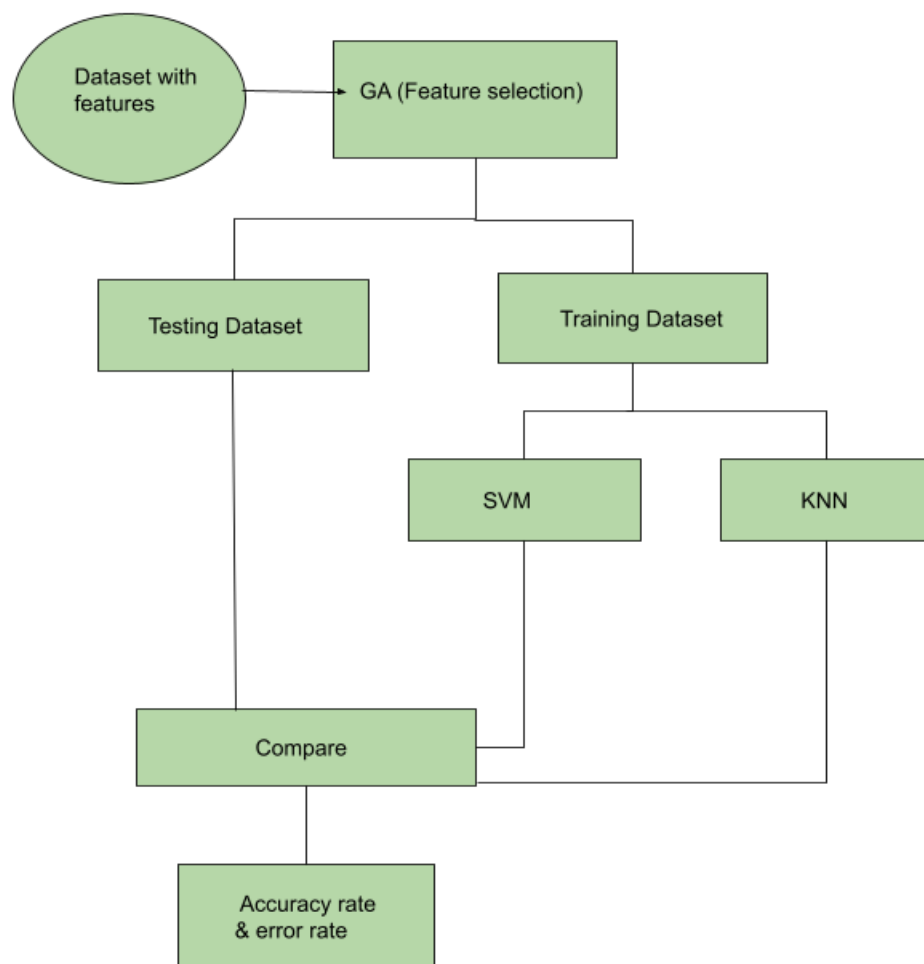 Dataset with
features
GA (Feature selection)
Testing Dataset
Training Dataset
SVM
KNN
Compare
Accuracy rate
& error rate